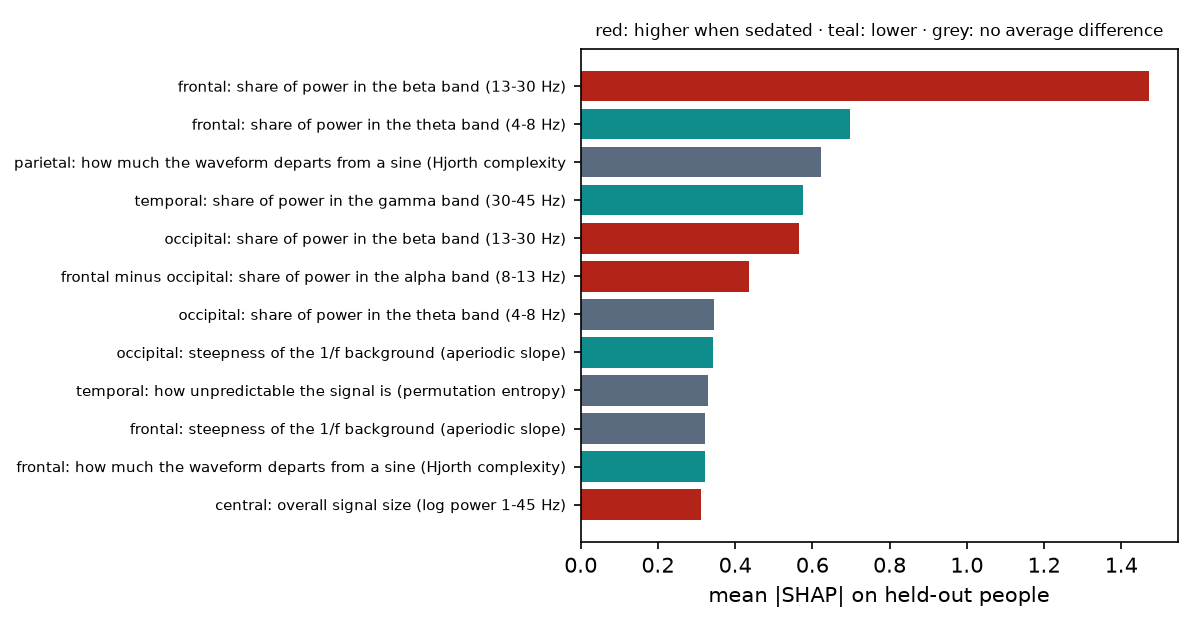 red: higher when sedated · teal: lower · grey: no average difference
frontal: share of power in the beta band (13-30 Hz)
frontal: share of power in the theta band (4-8 Hz)
parietal: how much the waveform departs from a sine (Hjorth complexity
temporal: share of power in the gamma band (30-45 Hz)
occipital: share of power in the beta band (13-30 Hz)
frontal minus occipital: share of power in the alpha band (8-13 Hz)
occipital: share of power in the theta band (4-8 Hz)
occipital: steepness of the 1/f background (aperiodic slope)
temporal: how unpredictable the signal is (permutation entropy)
frontal: steepness of the 1/f background (aperiodic slope)
frontal: how much the waveform departs from a sine (Hjorth complexity)
central: overall signal size (log power 1-45 Hz)
0.0 0.2 0.4 0.6 0.8 1.0 1.2 1.4
mean |SHAP| on held-out people